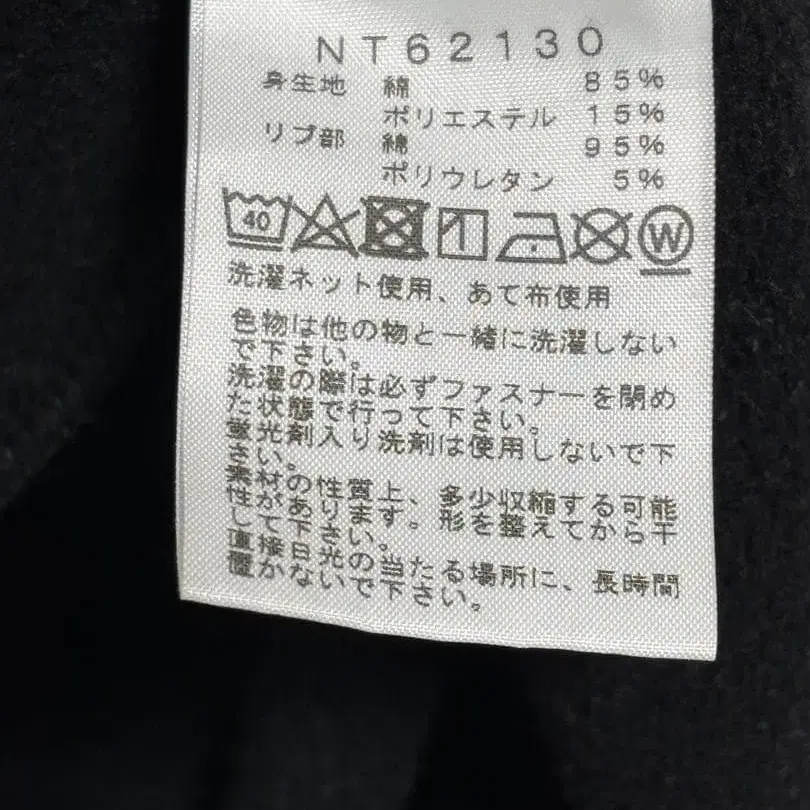 NT62130
身生地 綿 85%
ポリエステル 15%
リブ部 綿 95%
ポリウレタン 5%
40 W
洗濯ネット使用、あて布使用
色物は他の物と一緒に洗濯しない
で下さい。
洗濯の際は必ずファスナーを閉め
た状態で行って下さい。
蛍光剤入り洗剤は使用しないで下
さい。
素材の性質上、多少収縮する可能
性があります。形を整えてから干
して下さい。
直接日光の当たる場所に、長時間
置かないで下さい。